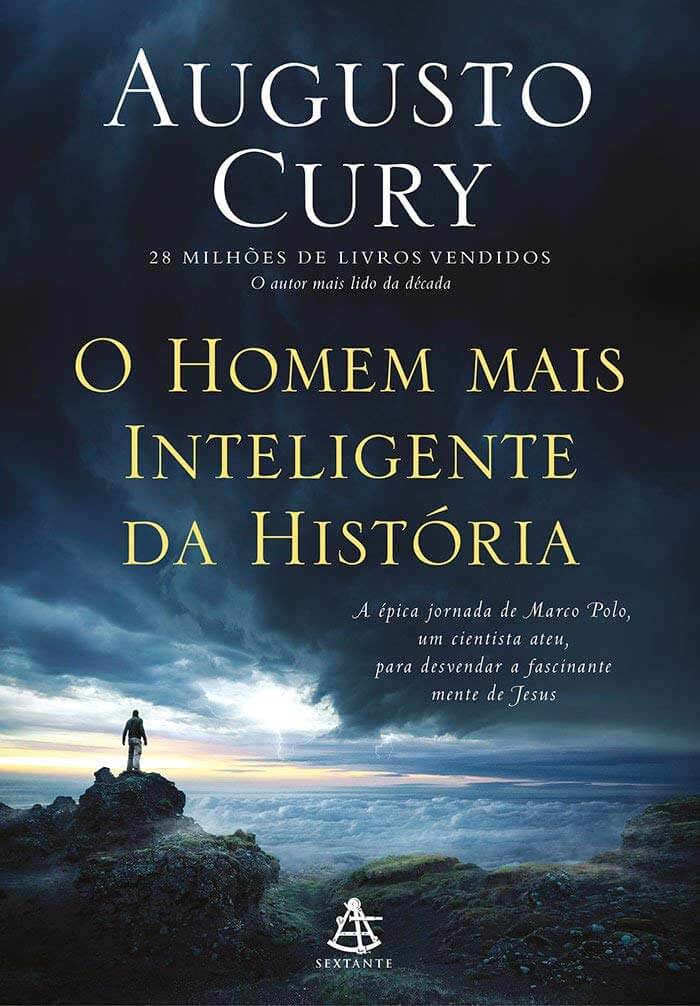 AUGUSTO
CURY
28 MILHÕES DE LIVROS VENDIDOS
O autor mais lido da década
O HOMEM MAIS
INTELIGENTE
DA HISTÓRIA
A épica jornada de Marco Polo,
um cientista ateu,
para desvendar a fascinante
mente de Jesus
SEXTANTE